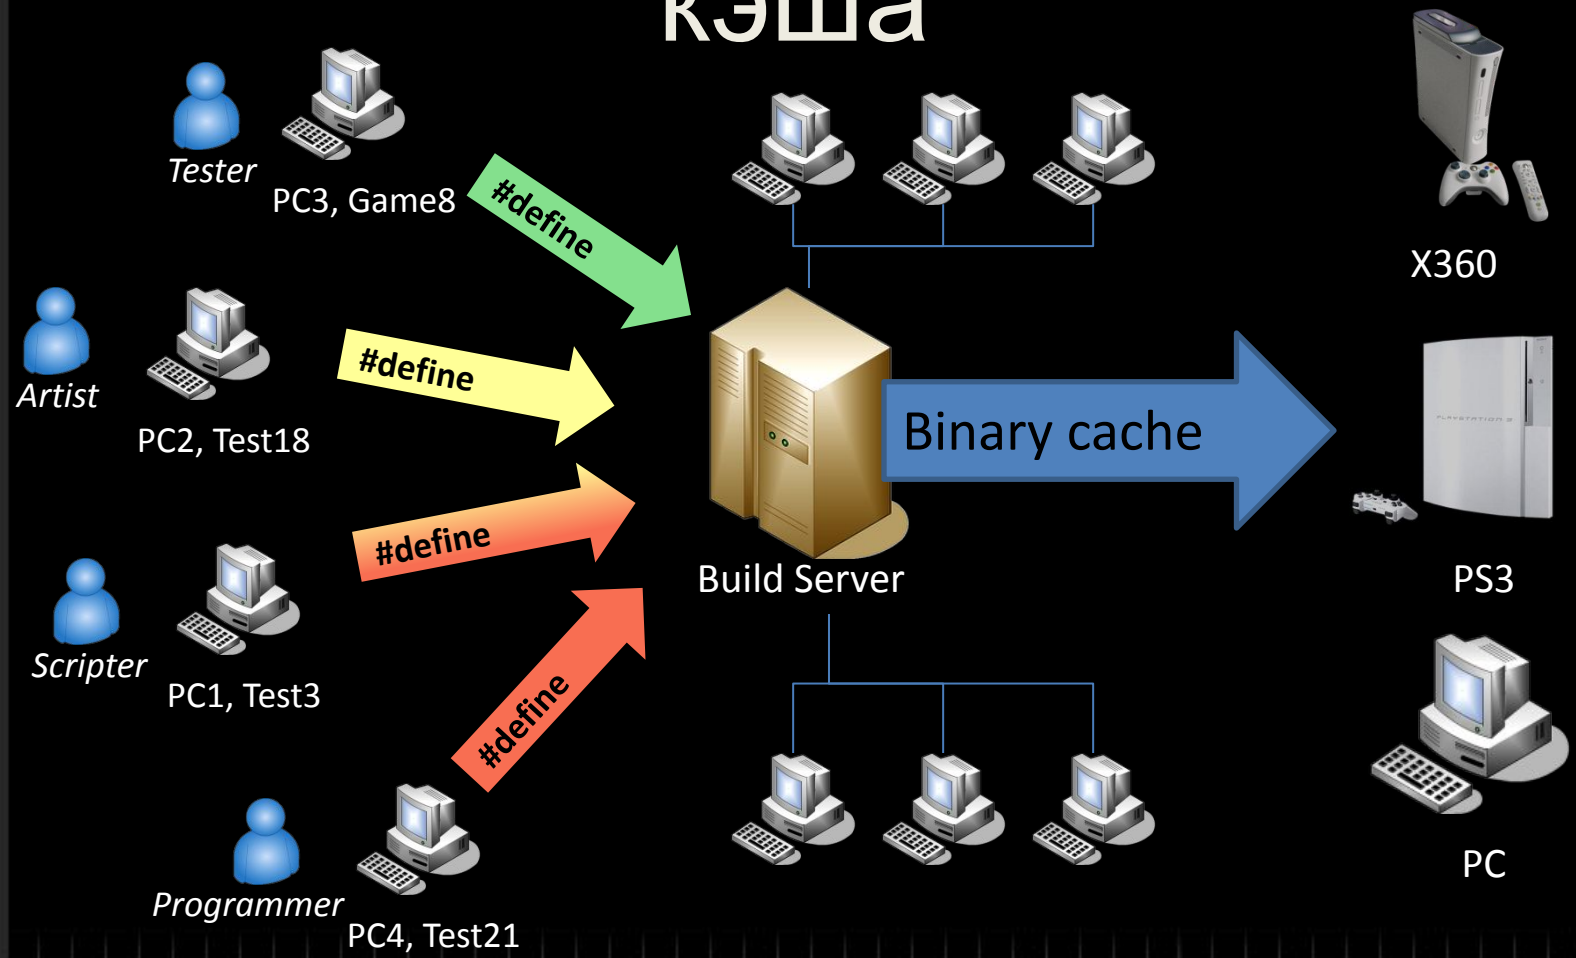 кэша
Tester
PC3, Game8
#define
X360
Artist
PC2, Test18
#define
Binary cache
#define
Build Server
PS3
Scripter
PC1, Test3
#define
PC
Programmer
PC4, Test21